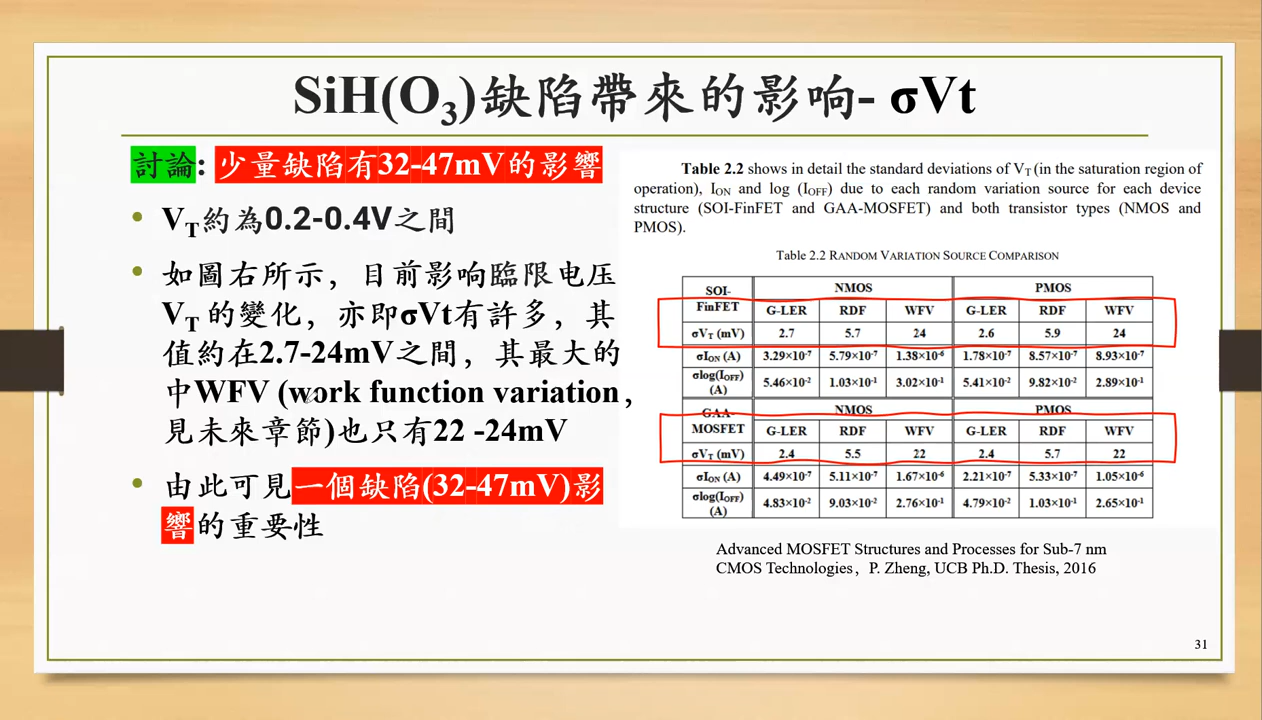 SiH(O₃)缺陷帶來的影响- σVt
討論: 少量缺陷有32-47mV的影響
• V_T約為0.2-0.4V之間
• 如圖右所示，目前影响臨限电压
V_T 的變化，亦即σVt有許多，其
值約在2.7-24mV之間，其最大的
中WFV (work function variation，
見未來章節)也只有22 -24mV
• 由此可見一個缺陷(32-47mV)影
響的重要性
Table 2.2 shows in detail the standard deviations of V_T (in the saturation region of
operation), I_ON and log (I_OFF) due to each random variation source for each device
structure (SOI-FinFET and GAA-MOSFET) and both transistor types (NMOS and
PMOS).
Table 2.2 RANDOM VARIATION SOURCE COMPARISON
SOI-FinFET NMOS PMOS
G-LER RDF WFV G-LER RDF WFV
σV_T (mV) 2.7 5.7 24 2.6 5.9 24
σI_ON (A) 3.29×10⁻⁷ 5.79×10⁻⁷ 1.38×10⁻⁶ 1.78×10⁻⁷ 8.57×10⁻⁷ 8.93×10⁻⁷
σlog(I_OFF) (A) 5.46×10⁻² 1.03×10⁻¹ 3.02×10⁻¹ 5.41×10⁻² 9.82×10⁻² 2.89×10⁻¹
GAA-MOSFET NMOS PMOS
G-LER RDF WFV G-LER RDF WFV
σV_T (mV) 2.4 5.5 22 2.4 5.7 22
σI_ON (A) 4.49×10⁻⁷ 5.11×10⁻⁷ 1.67×10⁻⁶ 2.21×10⁻⁷ 5.33×10⁻⁷ 1.05×10⁻⁶
σlog(I_OFF) (A) 4.83×10⁻² 9.03×10⁻² 2.76×10⁻¹ 4.79×10⁻² 1.03×10⁻¹ 2.65×10⁻¹
Advanced MOSFET Structures and Processes for Sub-7 nm
CMOS Technologies，P. Zheng, UCB Ph.D. Thesis, 2016
31